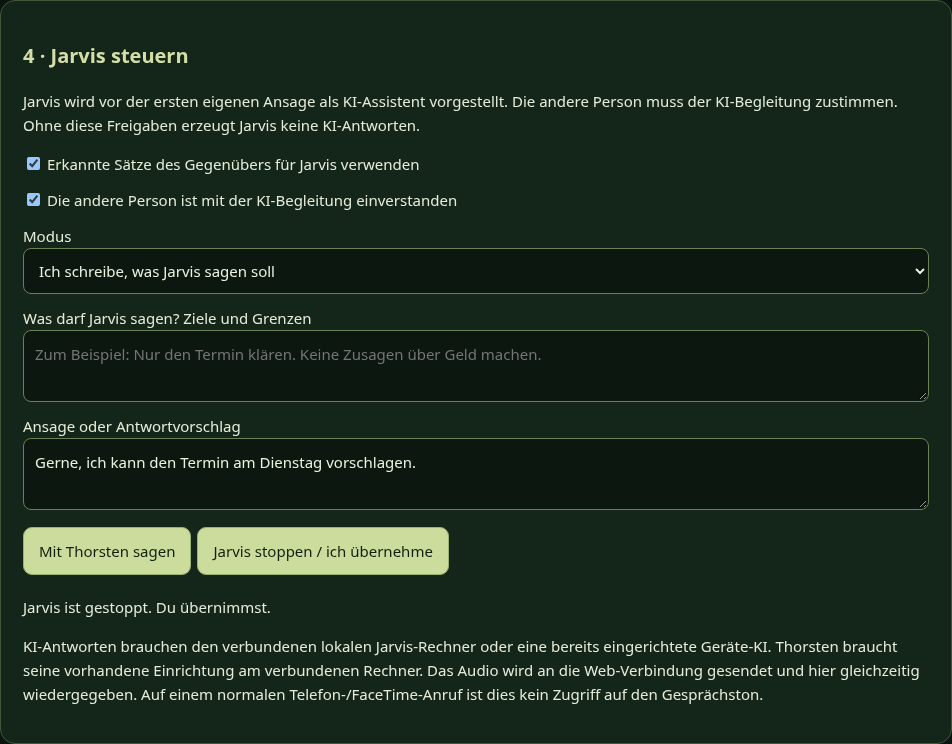 4 · Jarvis steuern
Jarvis wird vor der ersten eigenen Ansage als KI-Assistent vorgestellt. Die andere Person muss der KI-Begleitung zustimmen.
Ohne diese Freigaben erzeugt Jarvis keine KI-Antworten.
Erkannte Sätze des Gegenübers für Jarvis verwenden
Die andere Person ist mit der KI-Begleitung einverstanden
Modus
Ich schreibe, was Jarvis sagen soll
Was darf Jarvis sagen? Ziele und Grenzen
Zum Beispiel: Nur den Termin klären. Keine Zusagen über Geld machen.
Ansage oder Antwortvorschlag
Gerne, ich kann den Termin am Dienstag vorschlagen.
Mit Thorsten sagen
Jarvis stoppen / ich übernehme
Jarvis ist gestoppt. Du übernimmst.
KI-Antworten brauchen den verbundenen lokalen Jarvis-Rechner oder eine bereits eingerichtete Geräte-KI. Thorsten braucht
seine vorhandene Einrichtung am verbundenen Rechner. Das Audio wird an die Web-Verbindung gesendet und hier gleichzeitig
wiedergegeben. Auf einem normalen Telefon-/FaceTime-Anruf ist dies kein Zugriff auf den Gesprächston.